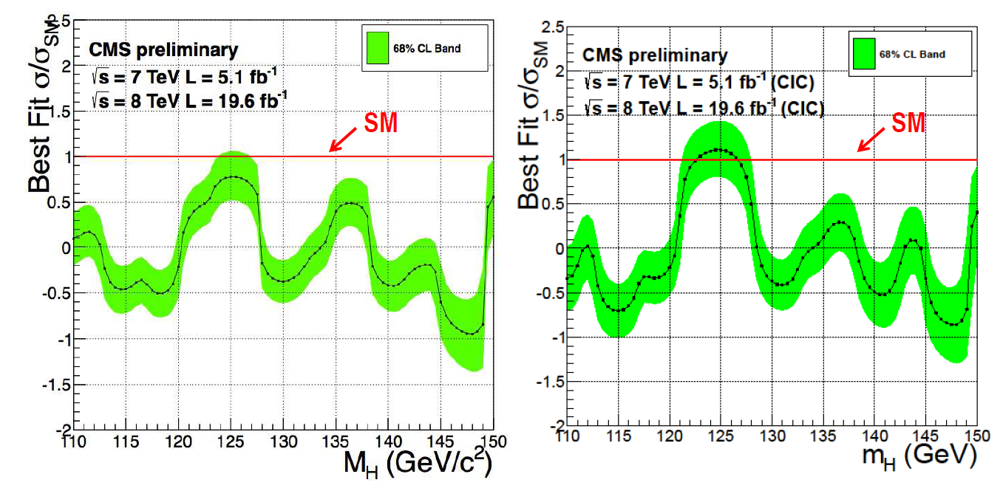 Best Fit σ/σSM
2.5
2
1.5
1
0.5
0
-0.5
-1
-1.5
-2
CMS preliminary
√s = 7 TeV L = 5.1 fb-1
√s = 8 TeV L = 19.6 fb-1
68% CL Band
SM
110 115 120 125 130 135 140 145 150
MH (GeV/c2)
Best Fit σ/σSM
2.5
2
1.5
1
0.5
0
-0.5
-1
-1.5
-2
CMS preliminary
√s = 7 TeV L = 5.1 fb-1 (CIC)
√s = 8 TeV L = 19.6 fb-1 (CIC)
68% CL Band
SM
110 115 120 125 130 135 140 145 150
mH (GeV)